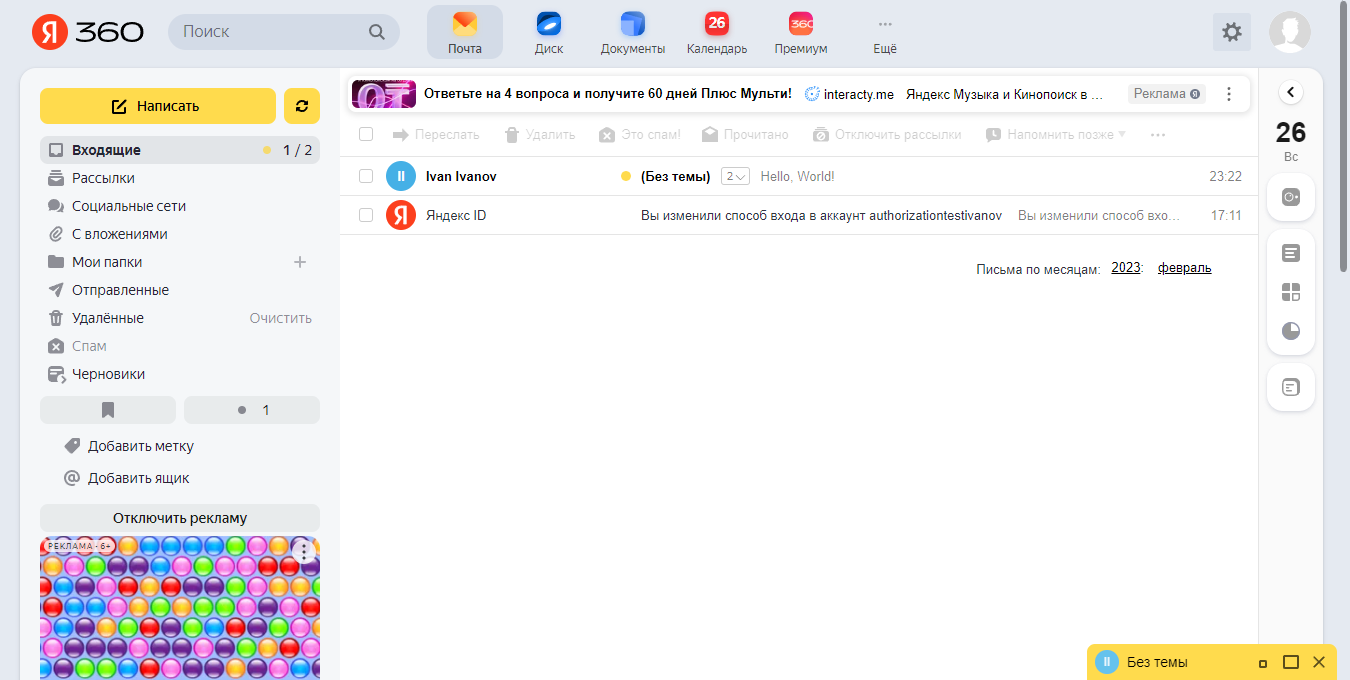 Я 360
Поиск
Почта
Диск
Документы
26
Календарь
360
Премиум
Ещё
Написать
Ответьте на 4 вопроса и получите 60 дней Плюс Мульти! interacty.me Яндекс Музыка и Кинопоиск в ... Реклама Я
Переслать Удалить Это спам! Прочитано Отключить рассылки Напомнить позже
Входящие 1 / 2
II Ivan Ivanov (Без темы) 2 Hello, World! 23:22
Я Яндекс ID Вы изменили способ входа в аккаунт authorizationtestivanov Вы изменили способ вхо... 17:11
Рассылки
Социальные сети
С вложениями
Мои папки
Отправленные
Удалённые Очистить
Спам
Черновики
1
Добавить метку
@ Добавить ящик
Отключить рекламу
РЕКЛАМА · 6+
Письма по месяцам: 2023: февраль
26
Вс
II Без темы